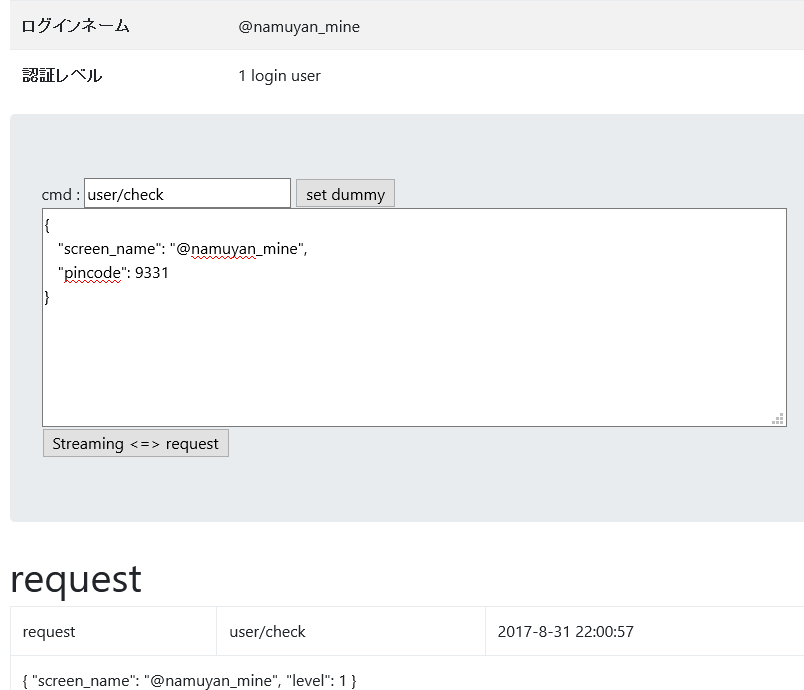 ログインネーム @namuyan_mine
認証レベル 1 login user
cmd : user/check set dummy
{
"screen_name": "@namuyan_mine",
"pincode": 9331
}
Streaming <=> request
request
request user/check 2017-8-31 22:00:57
{ "screen_name": "@namuyan_mine", "level": 1 }